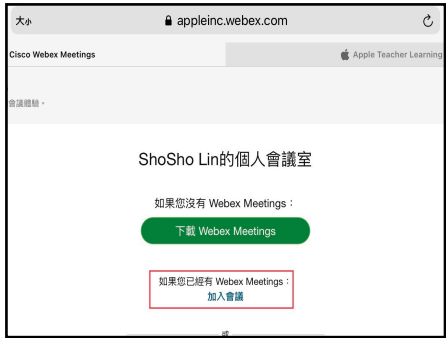 大小 appleinc.webex.com
Cisco Webex Meetings Apple Teacher Learning
會議體驗。
ShoSho Lin的個人會議室
如果您沒有 Webex Meetings：
下載 Webex Meetings
如果您已經有 Webex Meetings：
加入會議
或